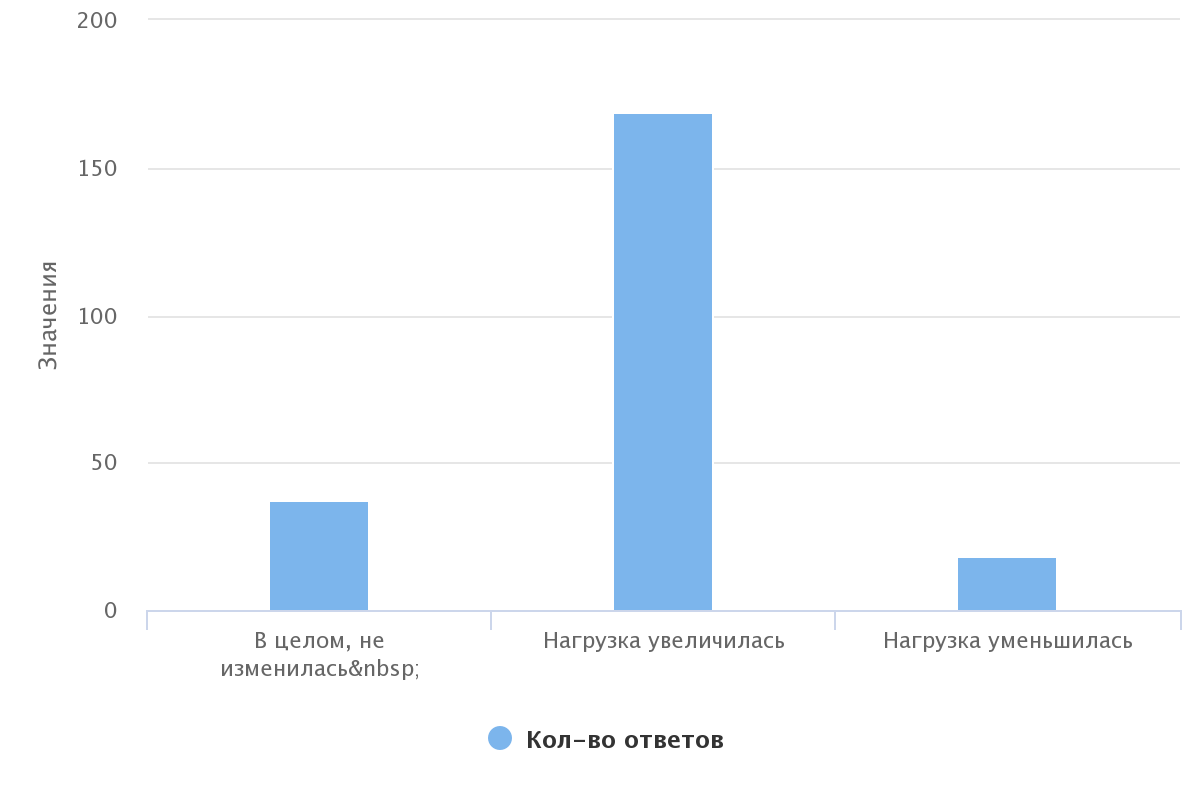 200
150
100
50
0
Значения
В целом, не
изменилась&nbsp;
Нагрузка увеличилась
Нагрузка уменьшилась
Кол-во ответов